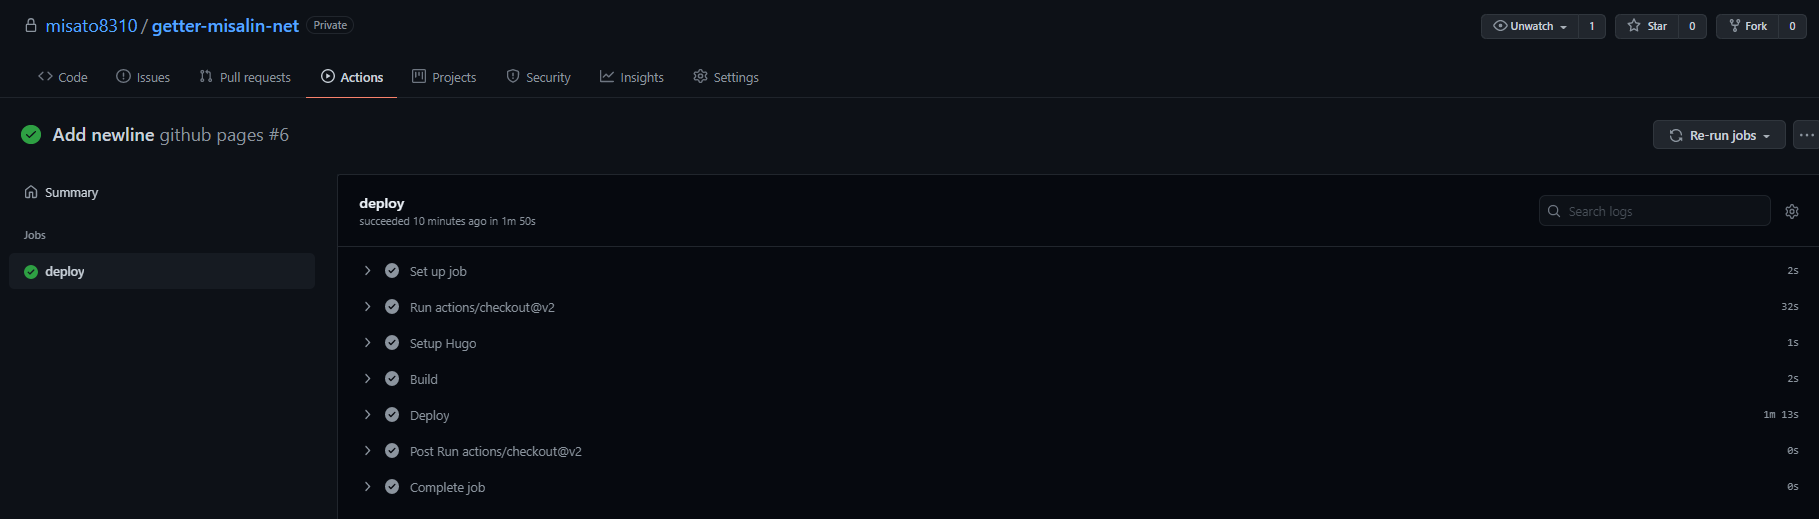 misato8310 / getter-misalin-net Private
Unwatch 1 Star 0 Fork 0
Code Issues Pull requests Actions Projects Security Insights Settings
Add newline github pages #6
Re-run jobs
Summary
Jobs
deploy
deploy
succeeded 10 minutes ago in 1m 50s
Search logs
Set up job 2s
Run actions/checkout@v2 32s
Setup Hugo 1s
Build 2s
Deploy 1m 13s
Post Run actions/checkout@v2 0s
Complete job 0s